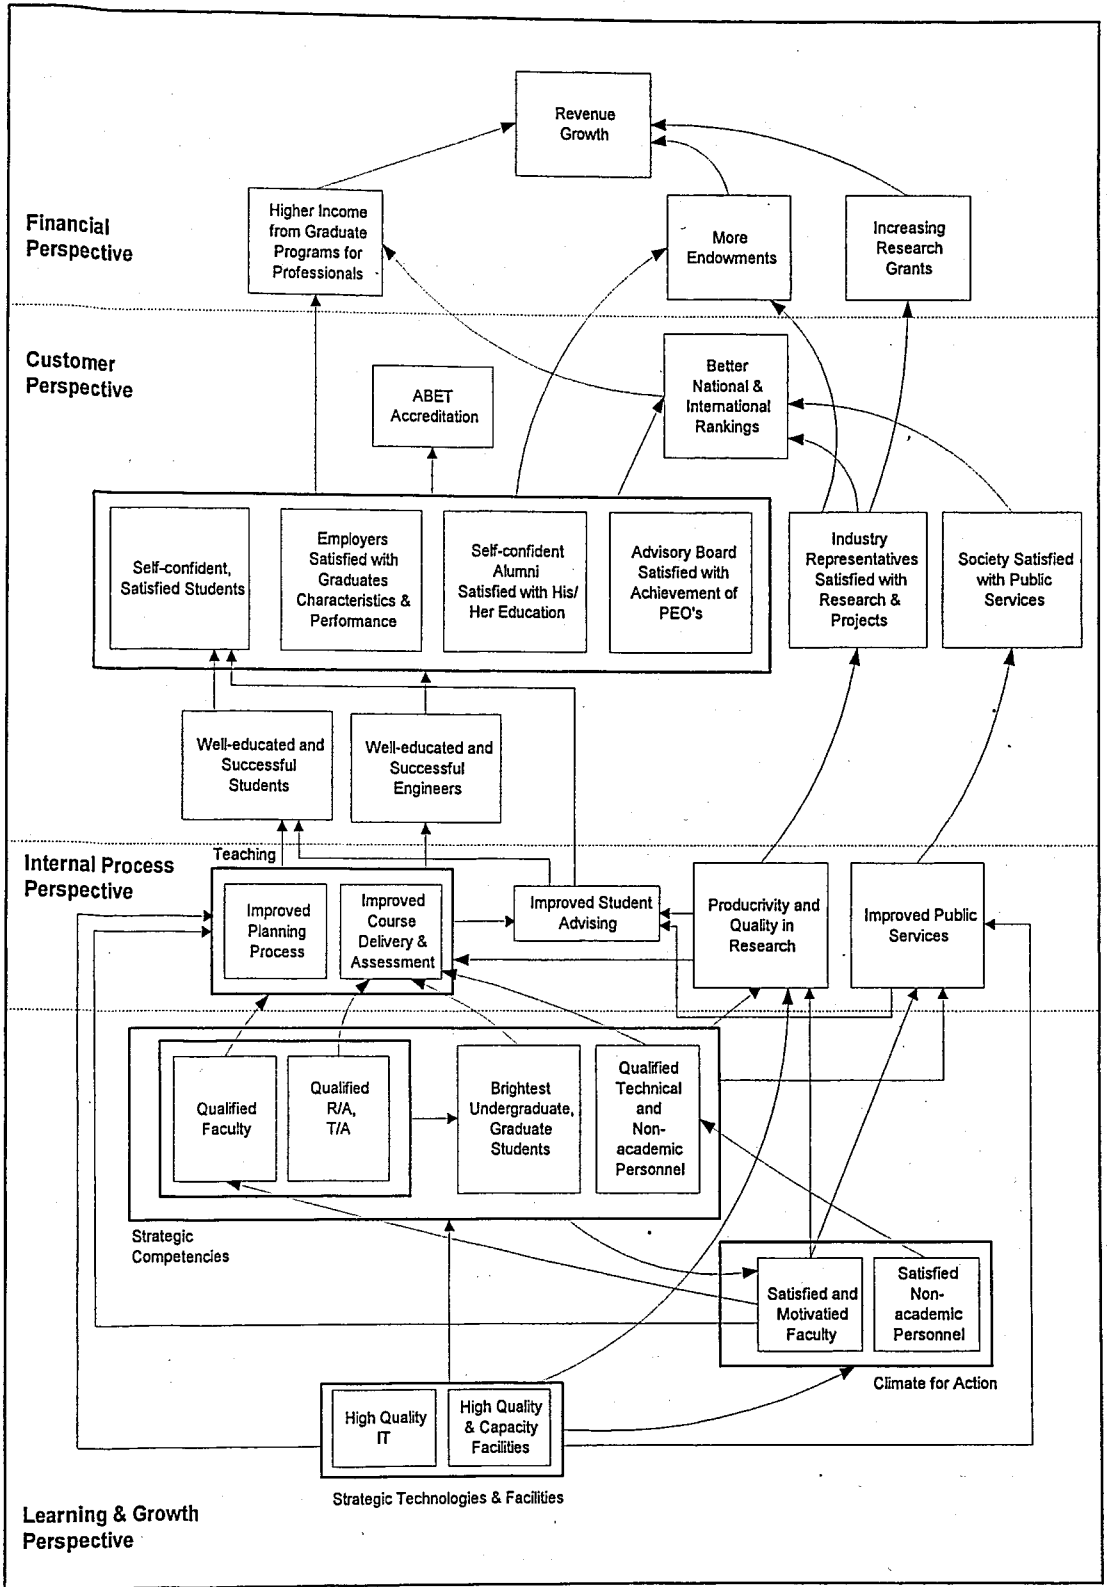 Revenue
Growth
Financial
Perspective
Higher Income
from Graduate
Programs for
Professionals
More
Endowments
Increasing
Research
Grants
Customer
Perspective
ABET
Accreditation
Better
National &
International
Rankings
Self-confident,
Satisfied Students
Employers
Satisfied with
Graduates
Characteristics &
Performance
Self-confident
Alumni
Satisfied with His/
Her Education
Advisory Board
Satisfied with
Achievement of
PEO's
Industry
Representatives
Satisfied with
Research &
Projects
Society Satisfied
with Public
Services
Well-educated and
Successful
Students
Well-educated and
Successful
Engineers
Internal Process
Perspective
Teaching
Improved
Planning
Process
Improved
Course
Delivery &
Assessment
Improved Student
Advising
Producrivity and
Quality in
Research
Improved Public
Services
Qualified
Faculty
Qualified
R/A,
T/A
Brightest
Undergraduate,
Graduate
Students
Qualified
Technical
and
Non-
academic
Personnel
Strategic
Competencies
Satisfied and
Motivatied
Faculty
Satisfied
Non-
academic
Personnel
Climate for Action
High Quality
IT
High Quality
& Capacity
Facilities
Strategic Technologies & Facilities
Learning & Growth
Perspective